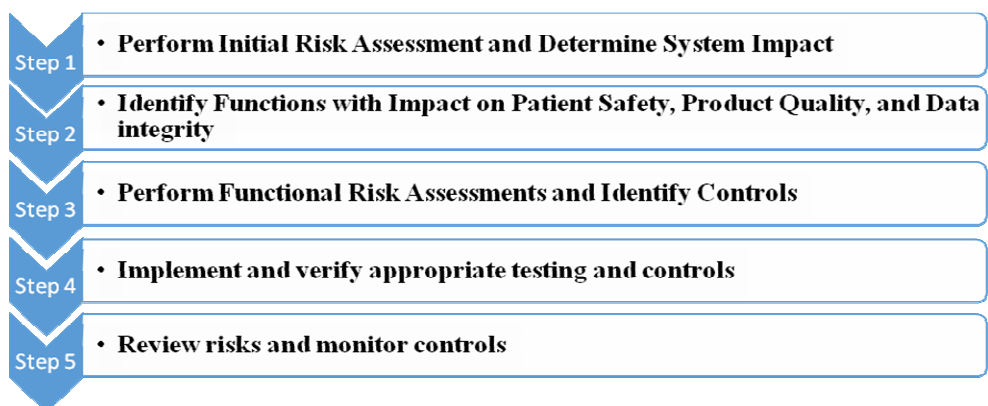 Step 1
• Perform Initial Risk Assessment and Determine System Impact
Step 2
• Identify Functions with Impact on Patient Safety, Product Quality, and Data
integrity
Step 3
• Perform Functional Risk Assessments and Identify Controls
Step 4
• Implement and verify appropriate testing and controls
Step 5
• Review risks and monitor controls